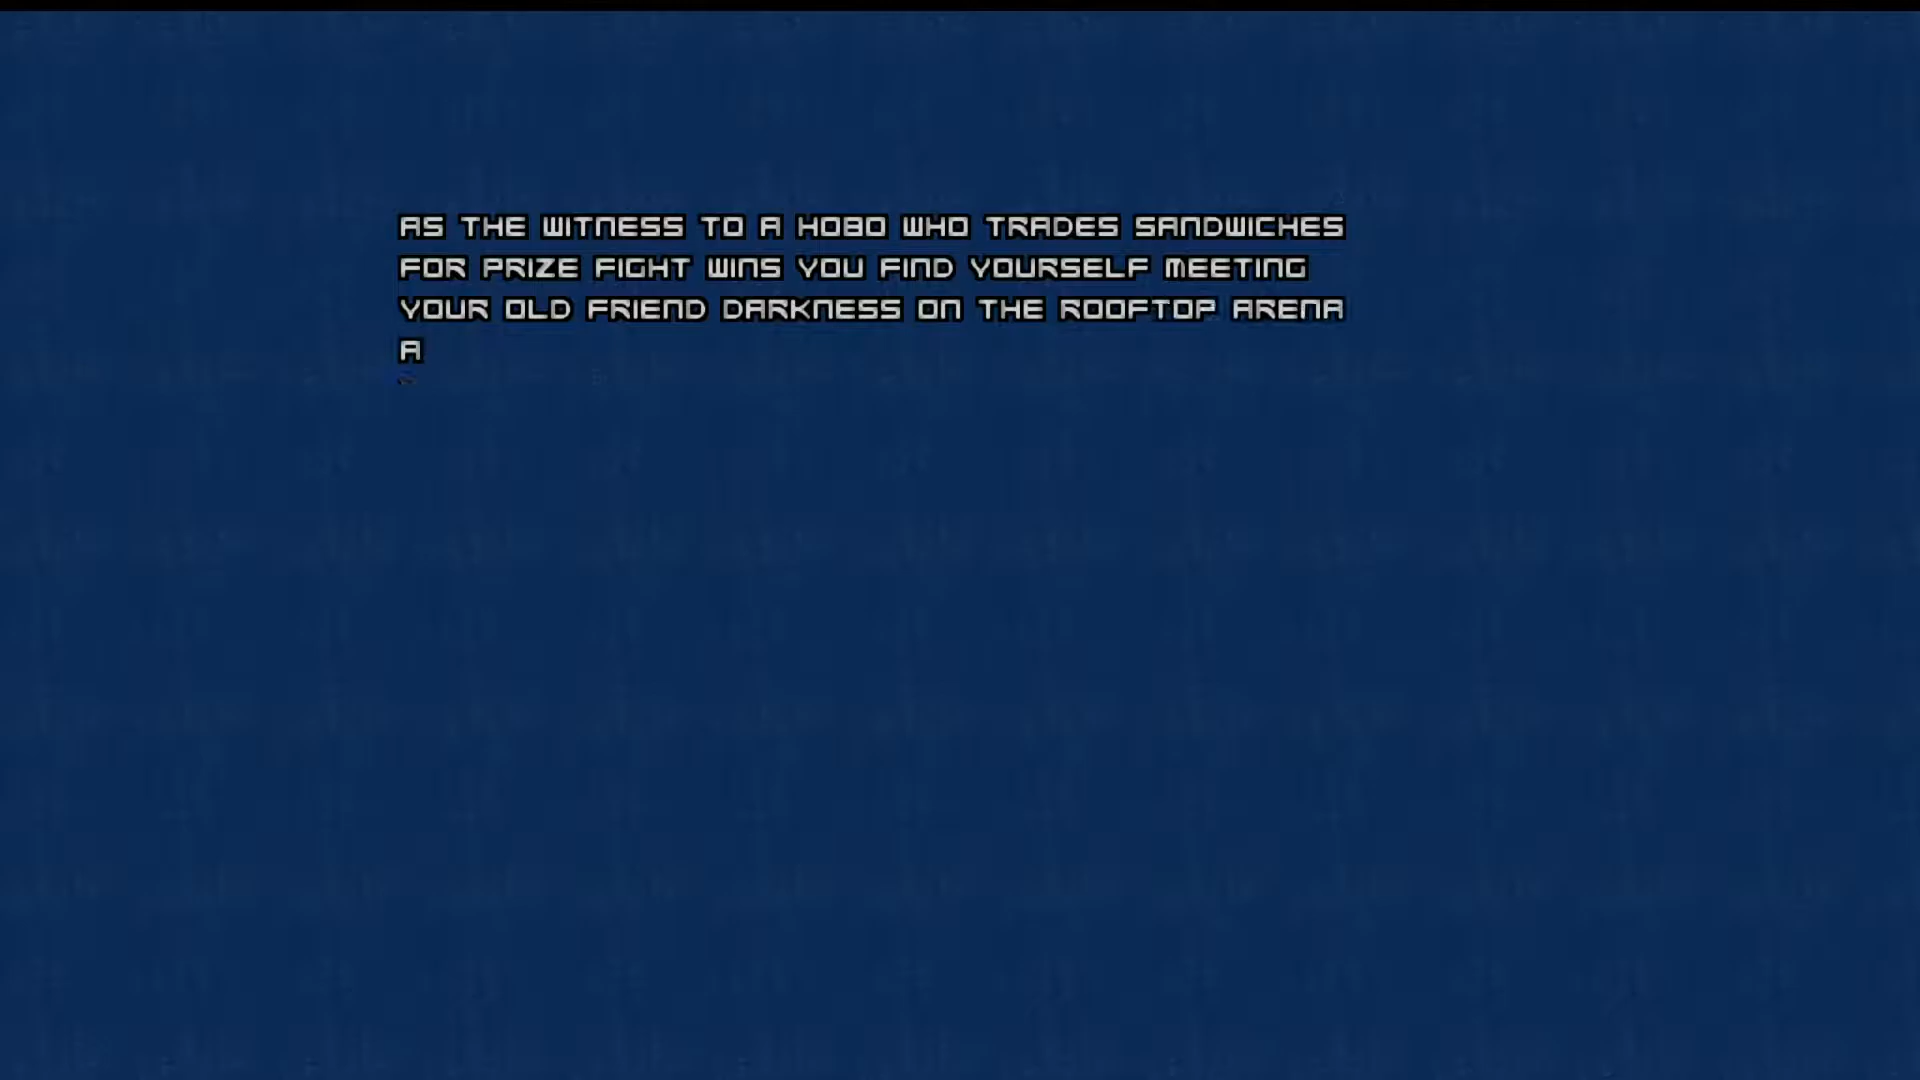 AS THE WITNESS TO A HOBO WHO TRADES SANDWICHES
FOR PRIZE FIGHT WINS YOU FIND YOURSELF MEETING
YOUR OLD FRIEND DARKNESS ON THE ROOFTOP ARENA
A